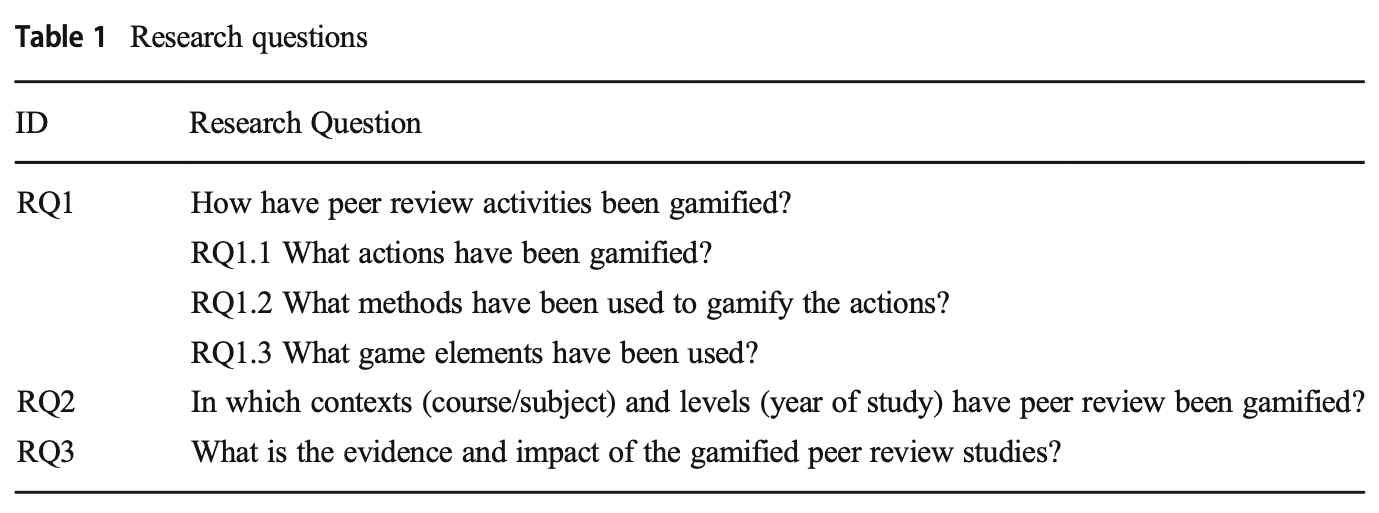 Table 1 Research questions
ID Research Question
RQ1 How have peer review activities been gamified?
RQ1.1 What actions have been gamified?
RQ1.2 What methods have been used to gamify the actions?
RQ1.3 What game elements have been used?
RQ2 In which contexts (course/subject) and levels (year of study) have peer review been gamified?
RQ3 What is the evidence and impact of the gamified peer review studies?